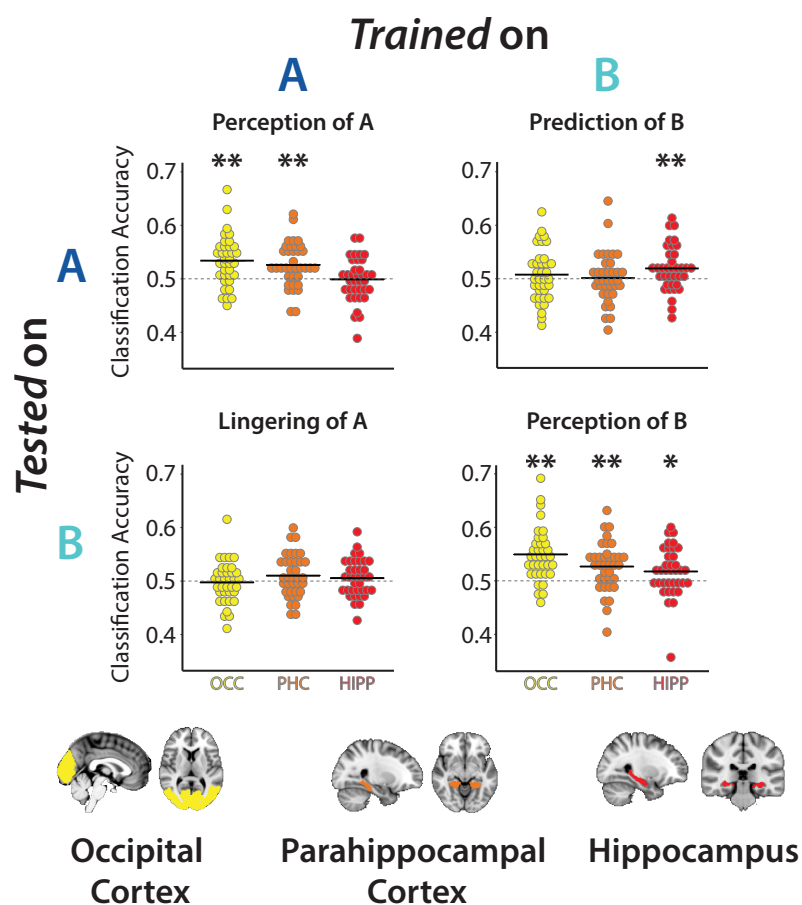 Trained on
A
B
Perception of A
Prediction of B
Tested on
A
Classification Accuracy
0.7
0.6
0.5
0.4
** **
0.7
0.6
0.5
0.4
**
Lingering of A
Perception of B
B
Classification Accuracy
0.7
0.6
0.5
0.4
0.7
0.6
0.5
0.4
** ** *
OCC PHC HIPP
OCC PHC HIPP
Occipital
Cortex
Parahippocampal
Cortex
Hippocampus